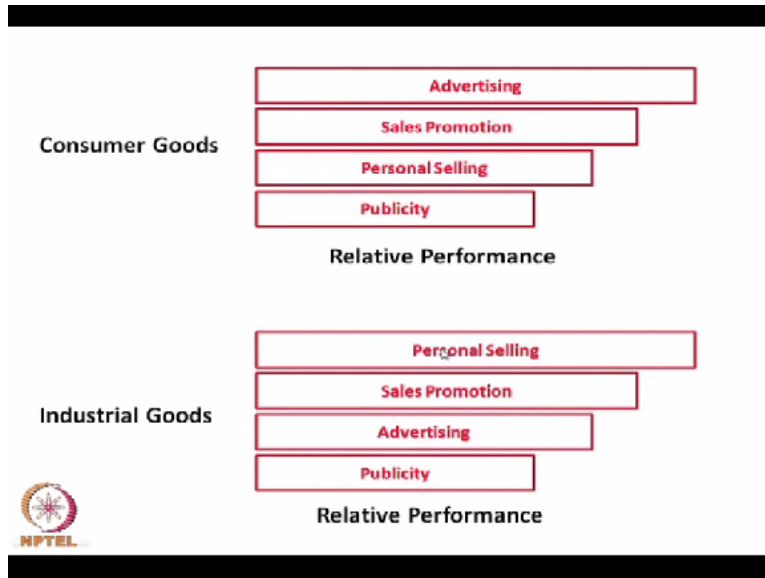 Advertising
Sales Promotion
Consumer Goods
Personal Selling
Publicity
Relative Performance
Personal Selling
Sales Promotion
Industrial Goods
Advertising
Publicity
Relative Performance
NPTEL